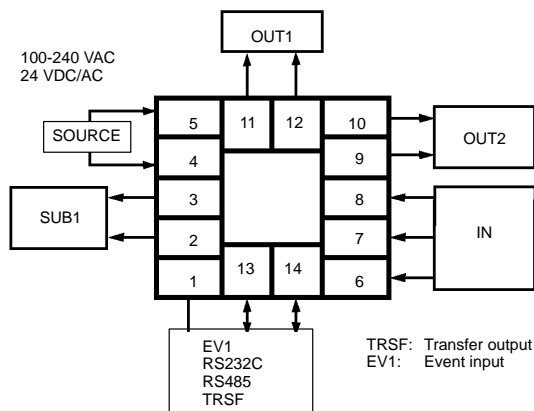 OUT1
100-240 VAC
24 VDC/AC
5
11
12
10
SOURCE
OUT2
4
9
3
8
SUB1
IN
2
7
1
13
14
6
EV1
RS232C
RS485
TRSF
TRSF: Transfer output
EV1: Event input